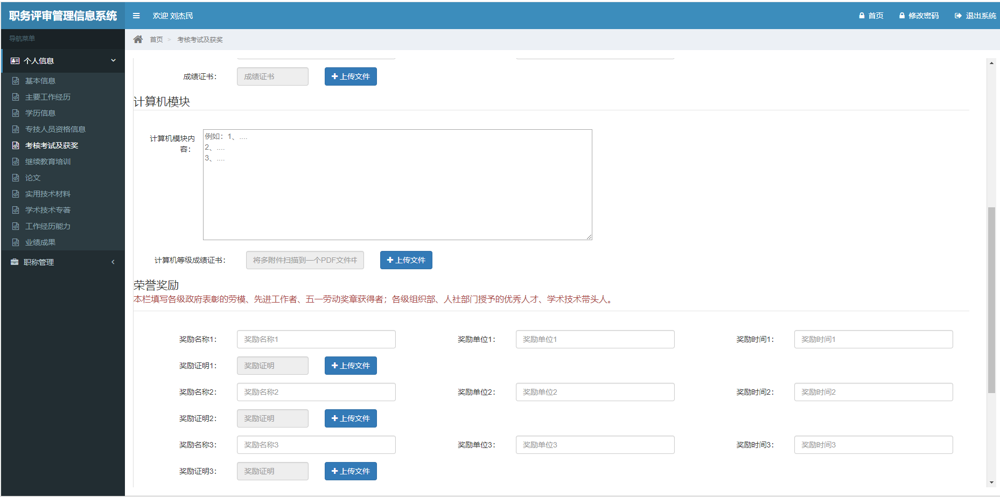 职务评审管理信息系统
欢迎 刘杰民
首页
修改密码
退出系统
导航菜单
首页 > 考核考试及获奖
个人信息
基本信息
主要工作经历
学历信息
专技人员资格信息
考核考试及获奖
继续教育培训
论文
实用技术材料
学术技术专著
工作经历能力
业绩成果
职称管理
成绩证书： 成绩证书 上传文件
计算机模块
计算机模块内
容：
例如：1、....
2、....
3、....
计算机等级成绩证书： 将多附件扫描到一个PDF文件中 上传文件
荣誉奖励
本栏填写各级政府表彰的劳模、先进工作者、五一劳动奖章获得者；各级组织部、人社部门授予的优秀人才、学术技术带头人。
奖励名称1： 奖励名称1 奖励单位1： 奖励单位1 奖励时间1： 奖励时间1
奖励证明1： 奖励证明 上传文件
奖励名称2： 奖励名称2 奖励单位2： 奖励单位2 奖励时间2： 奖励时间2
奖励证明2： 奖励证明 上传文件
奖励名称3： 奖励名称3 奖励单位3： 奖励单位3 奖励时间3： 奖励时间3
奖励证明3： 奖励证明 上传文件